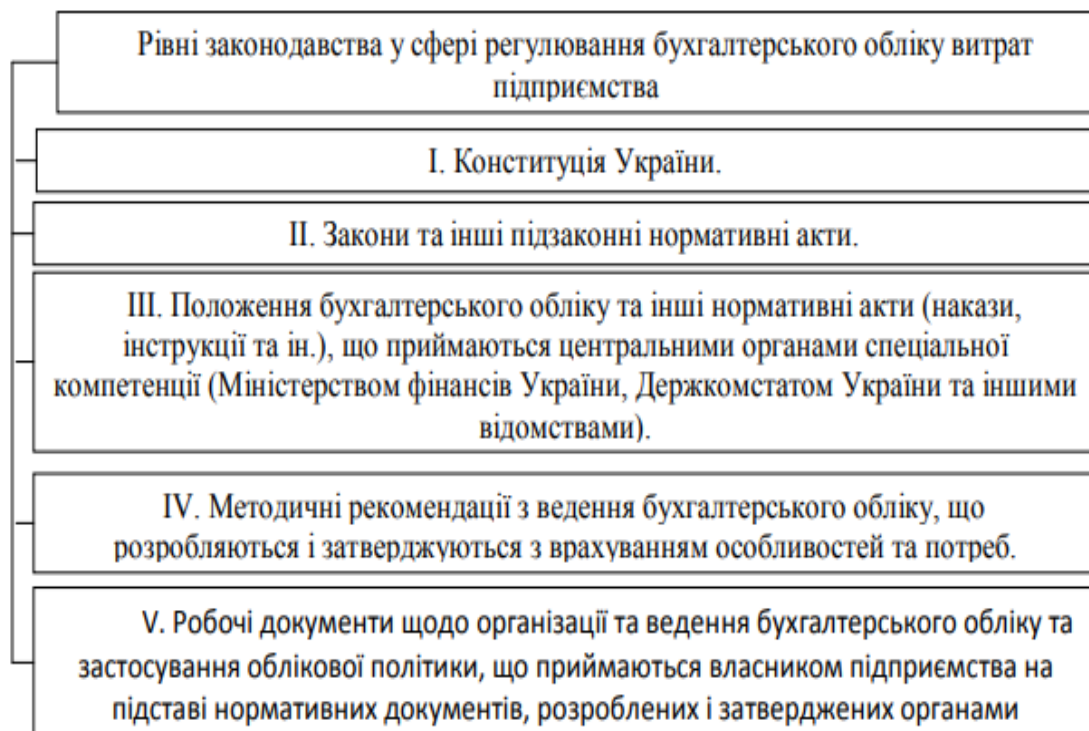 Рівні законодавства у сфері регулювання бухгалтерського обліку витрат
підприємства
І. Конституція України.
ІІ. Закони та інші підзаконні нормативні акти.
ІІІ. Положення бухгалтерського обліку та інші нормативні акти (накази,
інструкції та ін.), що приймаються центральними органами спеціальної
компетенції (Міністерством фінансів України, Держкомстатом України та іншими
відомствами).
IV. Методичні рекомендації з ведення бухгалтерського обліку, що
розробляються і затверджуються з врахуванням особливостей та потреб.
V. Робочі документи щодо організації та ведення бухгалтерського обліку та
застосування облікової політики, що приймаються власником підприємства на
підставі нормативних документів, розроблених і затверджених органами